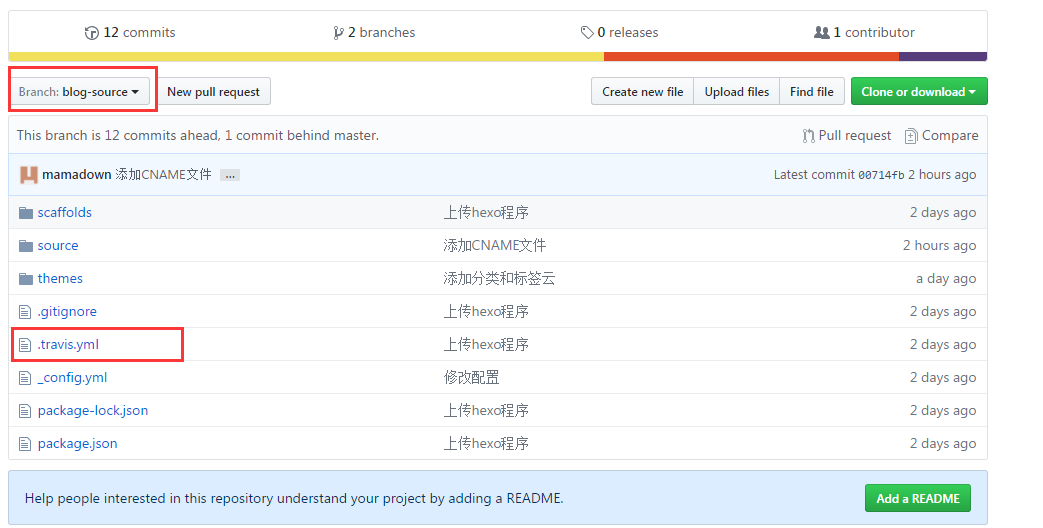 12 commits 2 branches 0 releases 1 contributor
Branch: blog-source New pull request Create new file Upload files Find file Clone or download
This branch is 12 commits ahead, 1 commit behind master. Pull request Compare
mamadown 添加CNAME文件 ... Latest commit 00714fb 2 hours ago
scaffolds 上传hexo程序 2 days ago
source 添加CNAME文件 2 hours ago
themes 添加分类和标签云 a day ago
.gitignore 上传hexo程序 2 days ago
.travis.yml 上传hexo程序 2 days ago
_config.yml 修改配置 2 days ago
package-lock.json 上传hexo程序 2 days ago
package.json 上传hexo程序 2 days ago
Help people interested in this repository understand your project by adding a README. Add a README